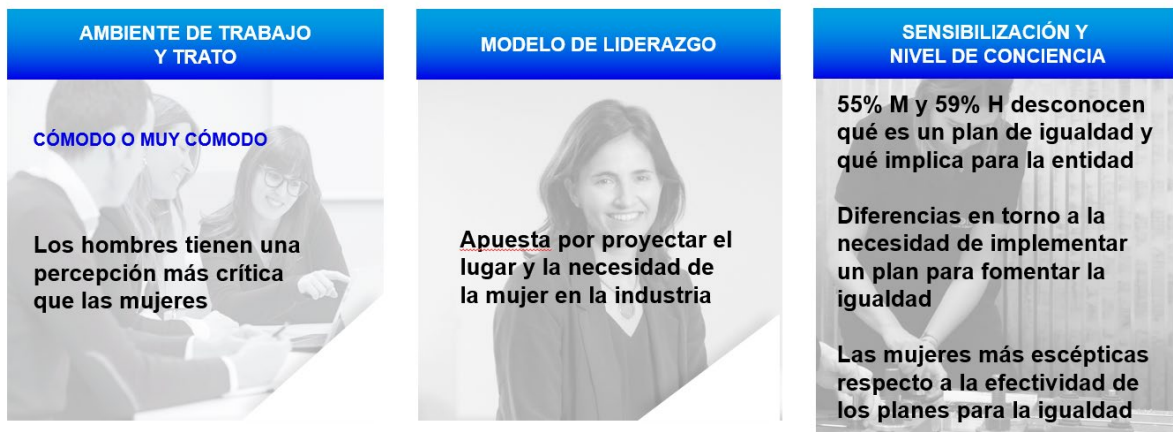 AMBIENTE DE TRABAJO
Y TRATO
CÓMODO O MUY CÓMODO
Los hombres tienen una
percepción más crítica
que las mujeres
MODELO DE LIDERAZGO
Apuesta por proyectar el
lugar y la necesidad de
la mujer en la industria
SENSIBILIZACIÓN Y
NIVEL DE CONCIENCIA
55% M y 59% H desconocen
qué es un plan de igualdad y
qué implica para la entidad
Diferencias en torno a la
necesidad de implementar
un plan para fomentar la
igualdad
Las mujeres más escépticas
respecto a la efectividad de
los planes para la igualdad